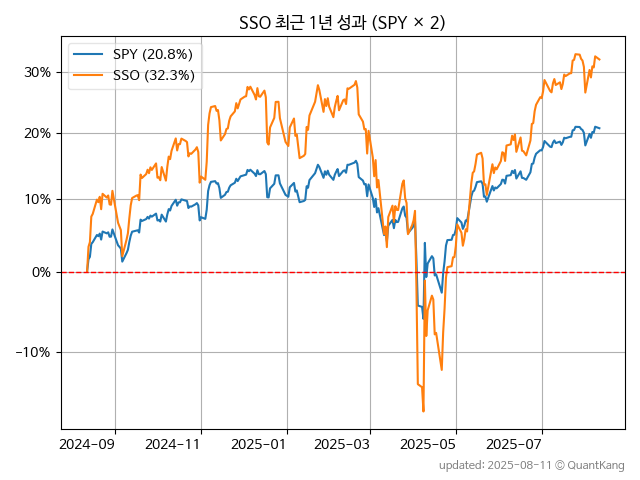 SSO 최근 1년 성과 (SPY × 2)
SPY (20.8%)
SSO (32.3%)
30%
20%
10%
0%
−10%
2024−09
2024−11
2025−01
2025−03
2025−05
2025−07
updated: 2025-08-11 © QuantKang